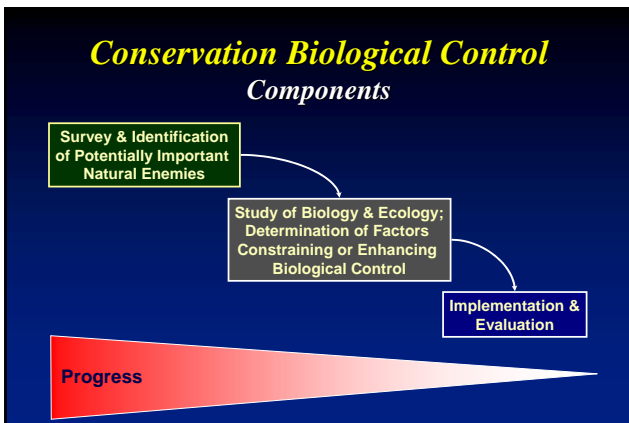 Conservation Biological Control
Components
Survey & Identification
of Potentially Important
Natural Enemies
Study of Biology & Ecology;
Determination of Factors
Constraining or Enhancing
Biological Control
Implementation &
Evaluation
Progress